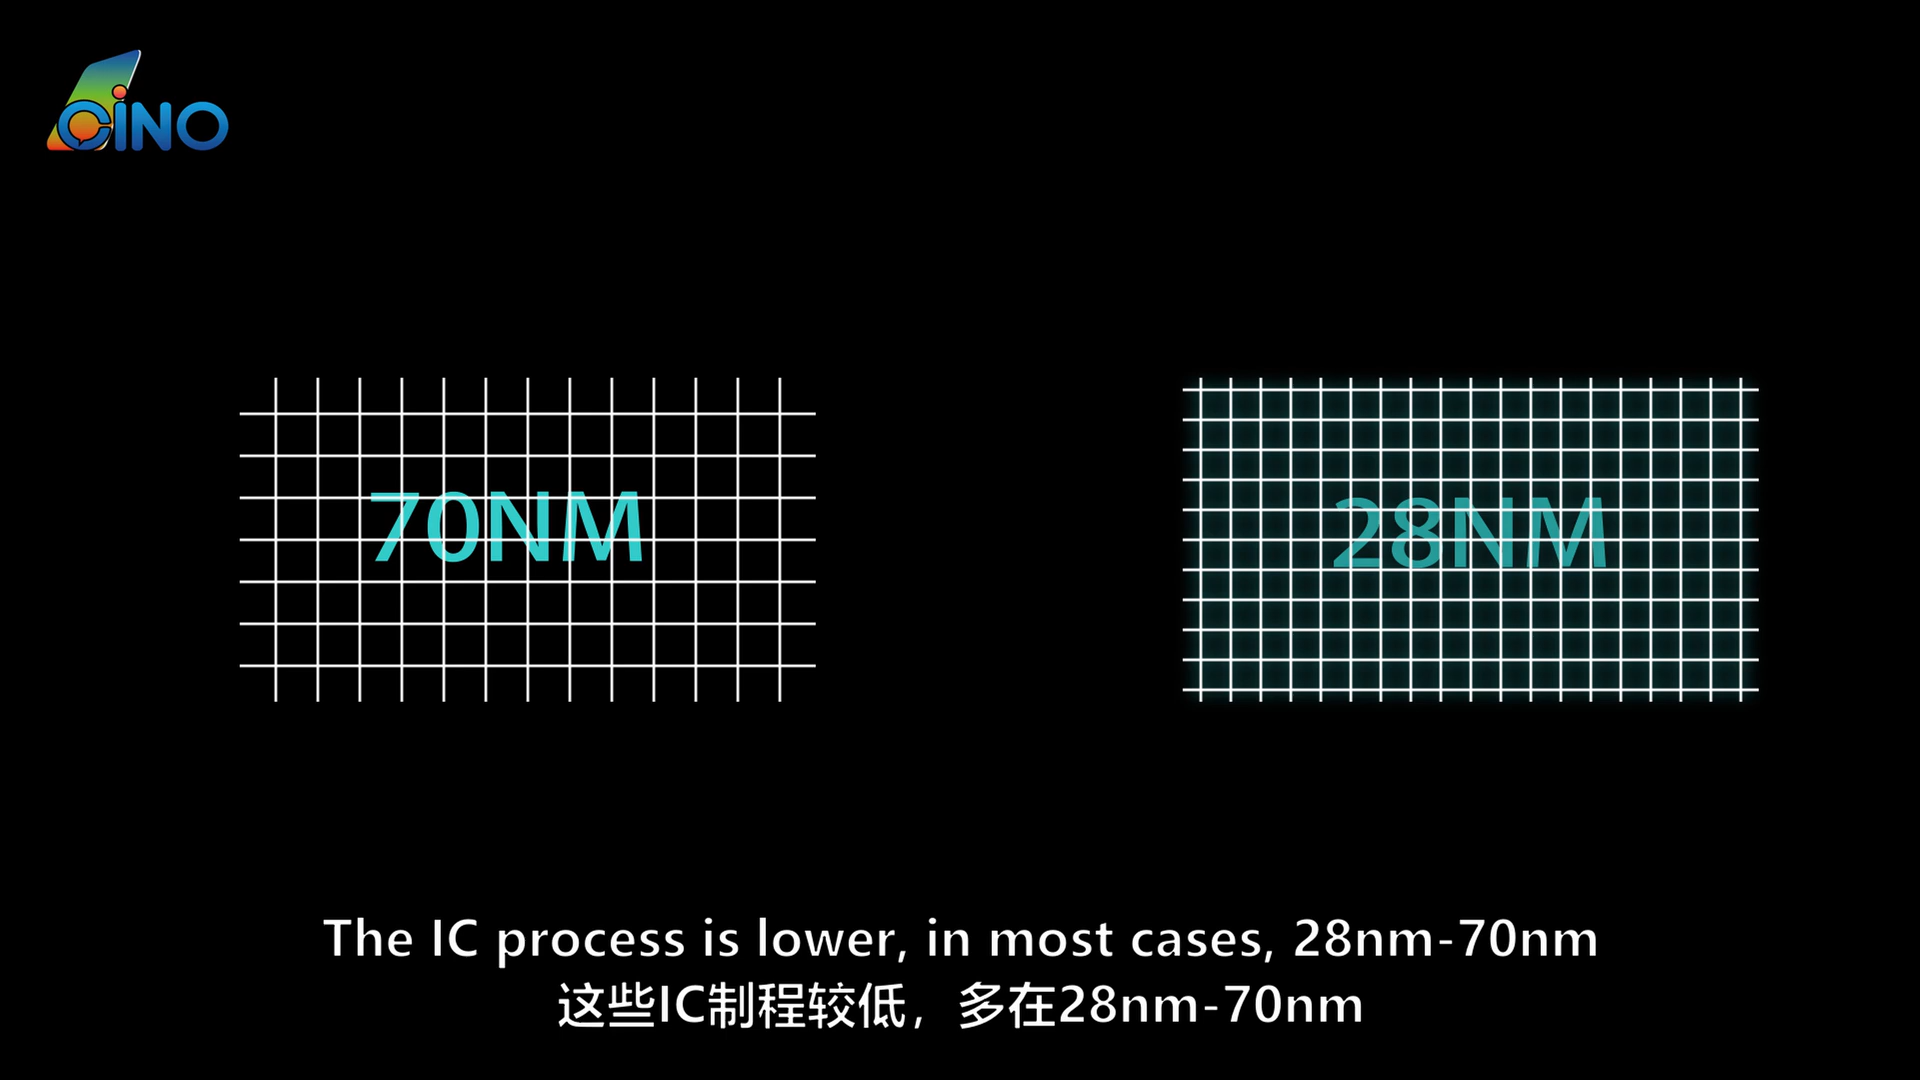 CINO
70NM
28NM
The IC process is lower, in most cases, 28nm-70nm
这些IC制程较低，多在28nm-70nm